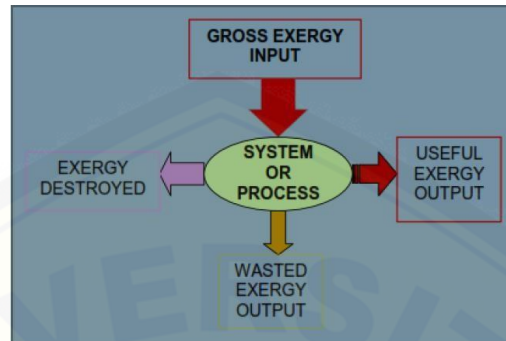 GROSS EXERGY
INPUT
EXERGY
DESTROYED
SYSTEM
OR
PROCESS
USEFUL
EXERGY
OUTPUT
WASTED
EXERGY
OUTPUT